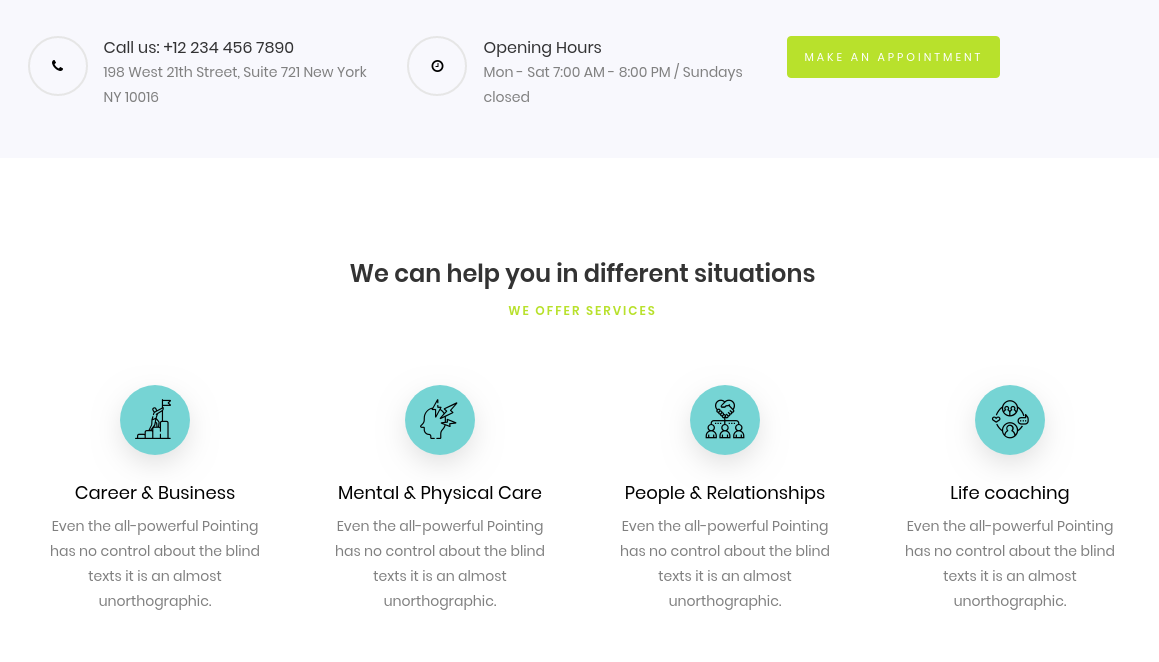 Call us: +12 234 456 7890
198 West 21th Street, Suite 721 New York
NY 10016
Opening Hours
Mon - Sat 7:00 AM - 8:00 PM / Sundays
closed
MAKE AN APPOINTMENT
We can help you in different situations
WE OFFER SERVICES
Career & Business
Even the all-powerful Pointing
has no control about the blind
texts it is an almost
unorthographic.
Mental & Physical Care
Even the all-powerful Pointing
has no control about the blind
texts it is an almost
unorthographic.
People & Relationships
Even the all-powerful Pointing
has no control about the blind
texts it is an almost
unorthographic.
Life coaching
Even the all-powerful Pointing
has no control about the blind
texts it is an almost
unorthographic.